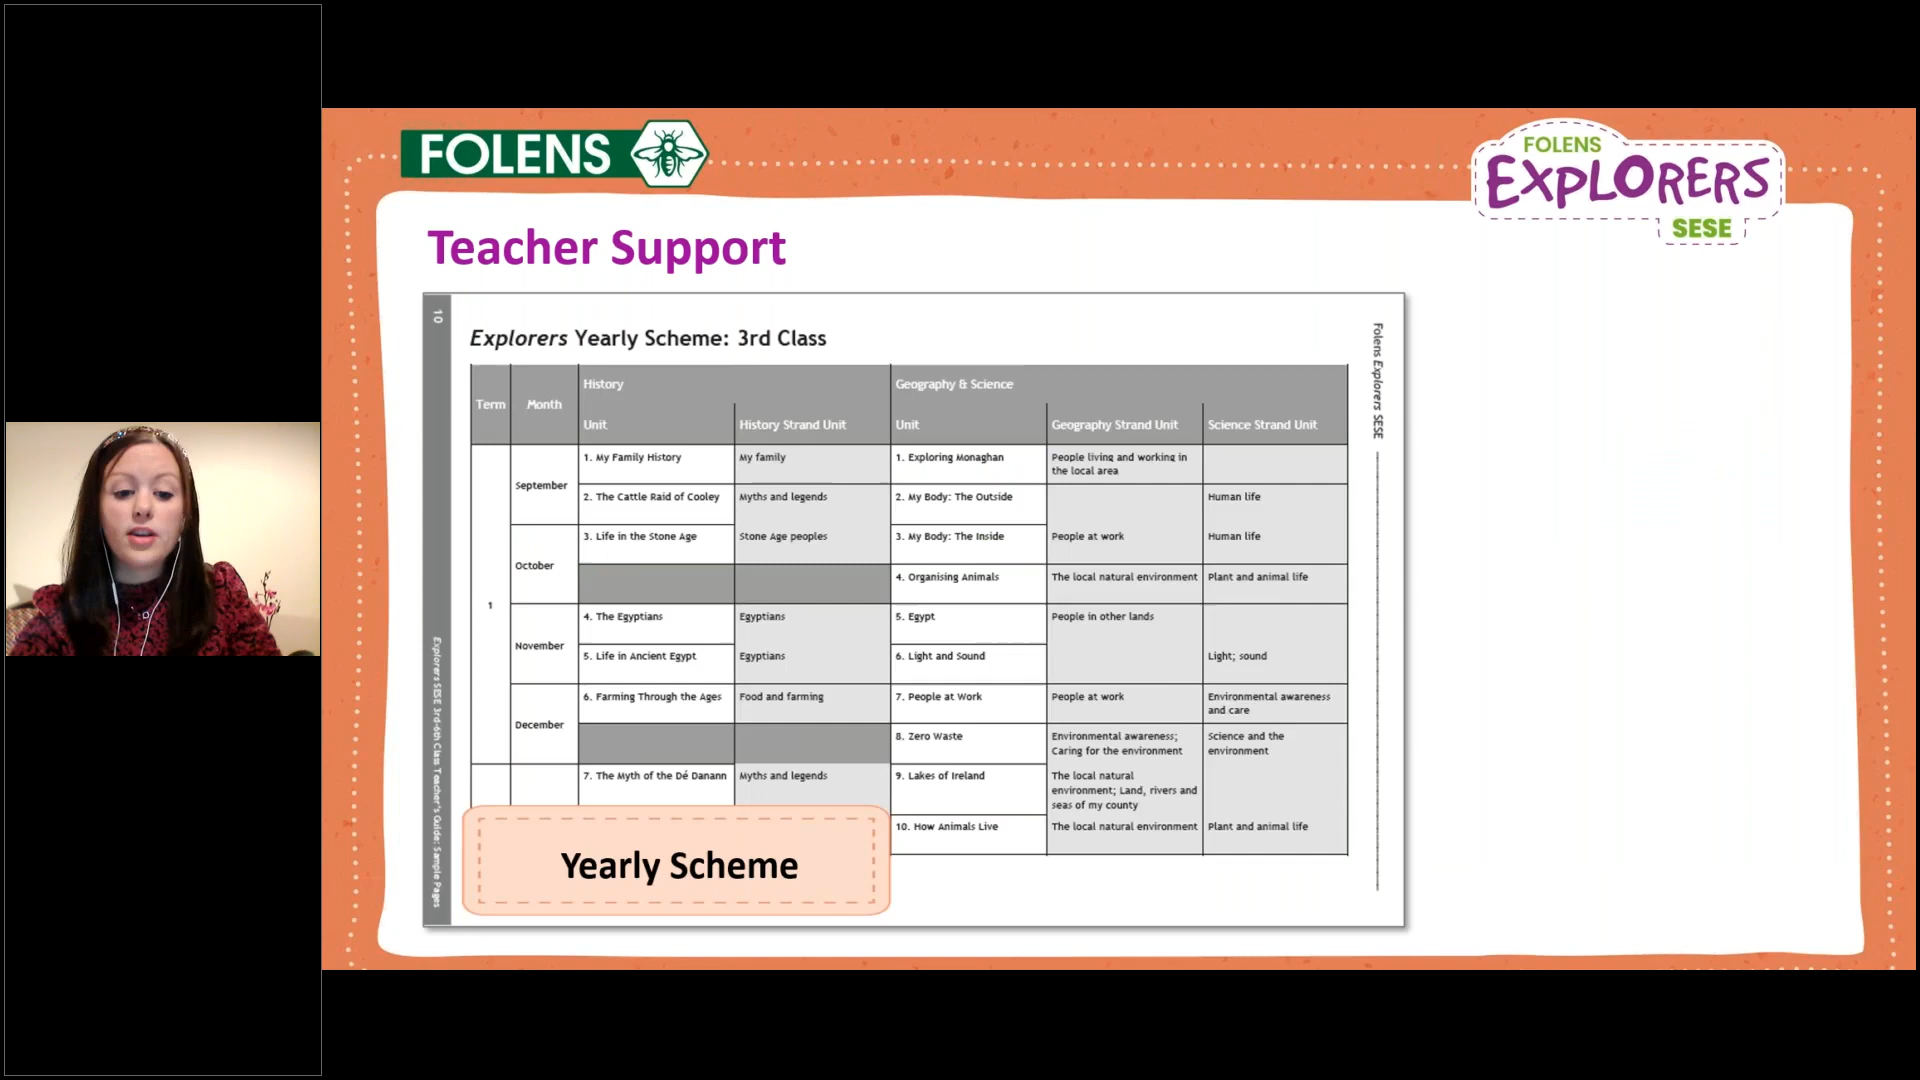 FOLENS
FOLENS
EXPLORERS
SESE
Teacher Support
10
Explorers Yearly Scheme: 3rd Class
Folens Explorers SESE
Term Month History Geography & Science
Unit History Strand Unit Unit Geography Strand Unit Science Strand Unit
1
September
1. My Family History My family 1. Exploring Monaghan People living and working in
the local area
2. The Cattle Raid of Cooley Myths and legends 2. My Body: The Outside Human life
October
3. Life in the Stone Age Stone Age peoples 3. My Body: The Inside People at work Human life
4. Organising Animals The local natural environment Plant and animal life
November
4. The Egyptians Egyptians 5. Egypt People in other lands
5. Life in Ancient Egypt Egyptians 6. Light and Sound Light; sound
December
6. Farming Through the Ages Food and farming 7. People at Work People at work Environmental awareness
and care
8. Zero Waste Environmental awareness; Science and the
Caring for the environment environment
7. The Myth of the Dé Danann Myths and legends 9. Lakes of Ireland The local natural
environment; Land, rivers and
seas of my county
10. How Animals Live The local natural environment Plant and animal life
Explorers SESE 3rd-6th Class Teacher's Guide: Sample Pages
Yearly Scheme